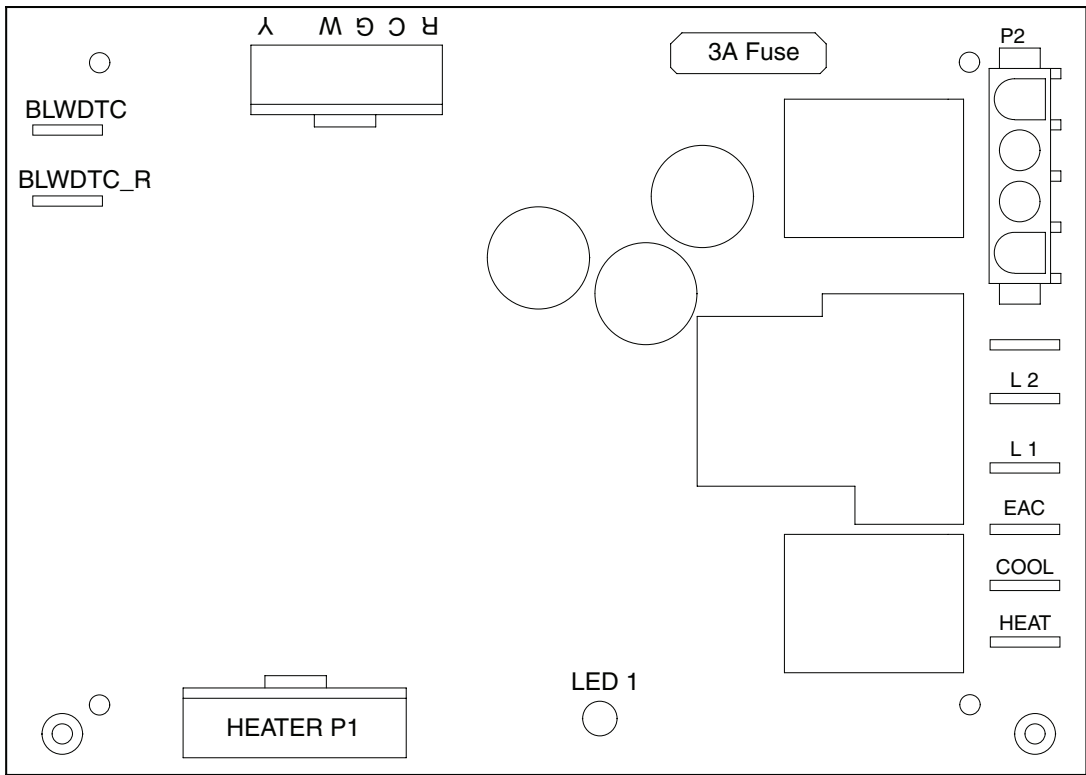 Y W G C R
3A Fuse
P2
BLWDTC
BLWDTC_R
L 2
L 1
EAC
COOL
HEAT
LED 1
HEATER P1